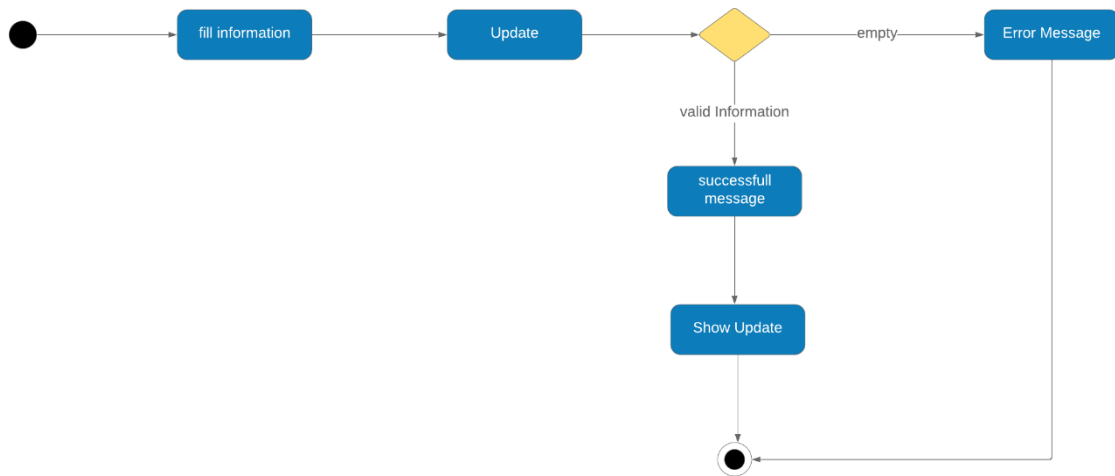 fill information
Update
empty
Error Message
valid Information
successfull
message
Show Update